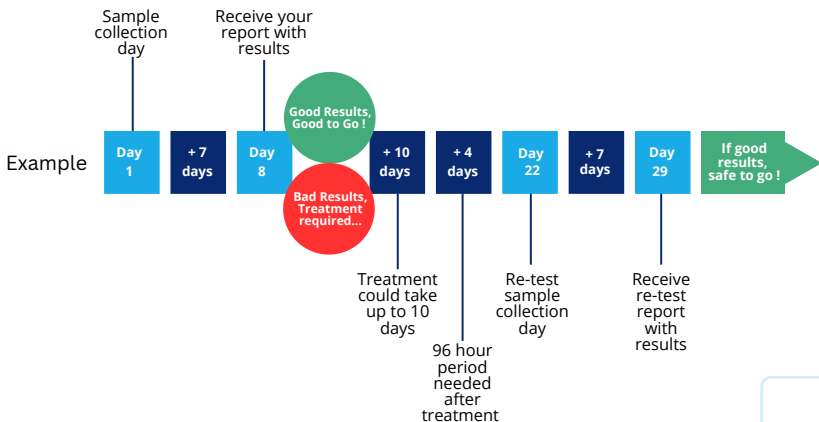 Sample
collection
day
Receive your
report with
results
Good Results,
Good to Go !
Example
Day
1
+ 7
days
Day
8
+ 10
days
+ 4
days
Day
22
+ 7
days
Day
29
If good
results,
safe to go !
Bad Results,
Treatment
required...
Treatment
could take
up to 10
days
96 hour
period
needed
after
treatment
Re-test
sample
collection
day
Receive
re-test
report
with
results